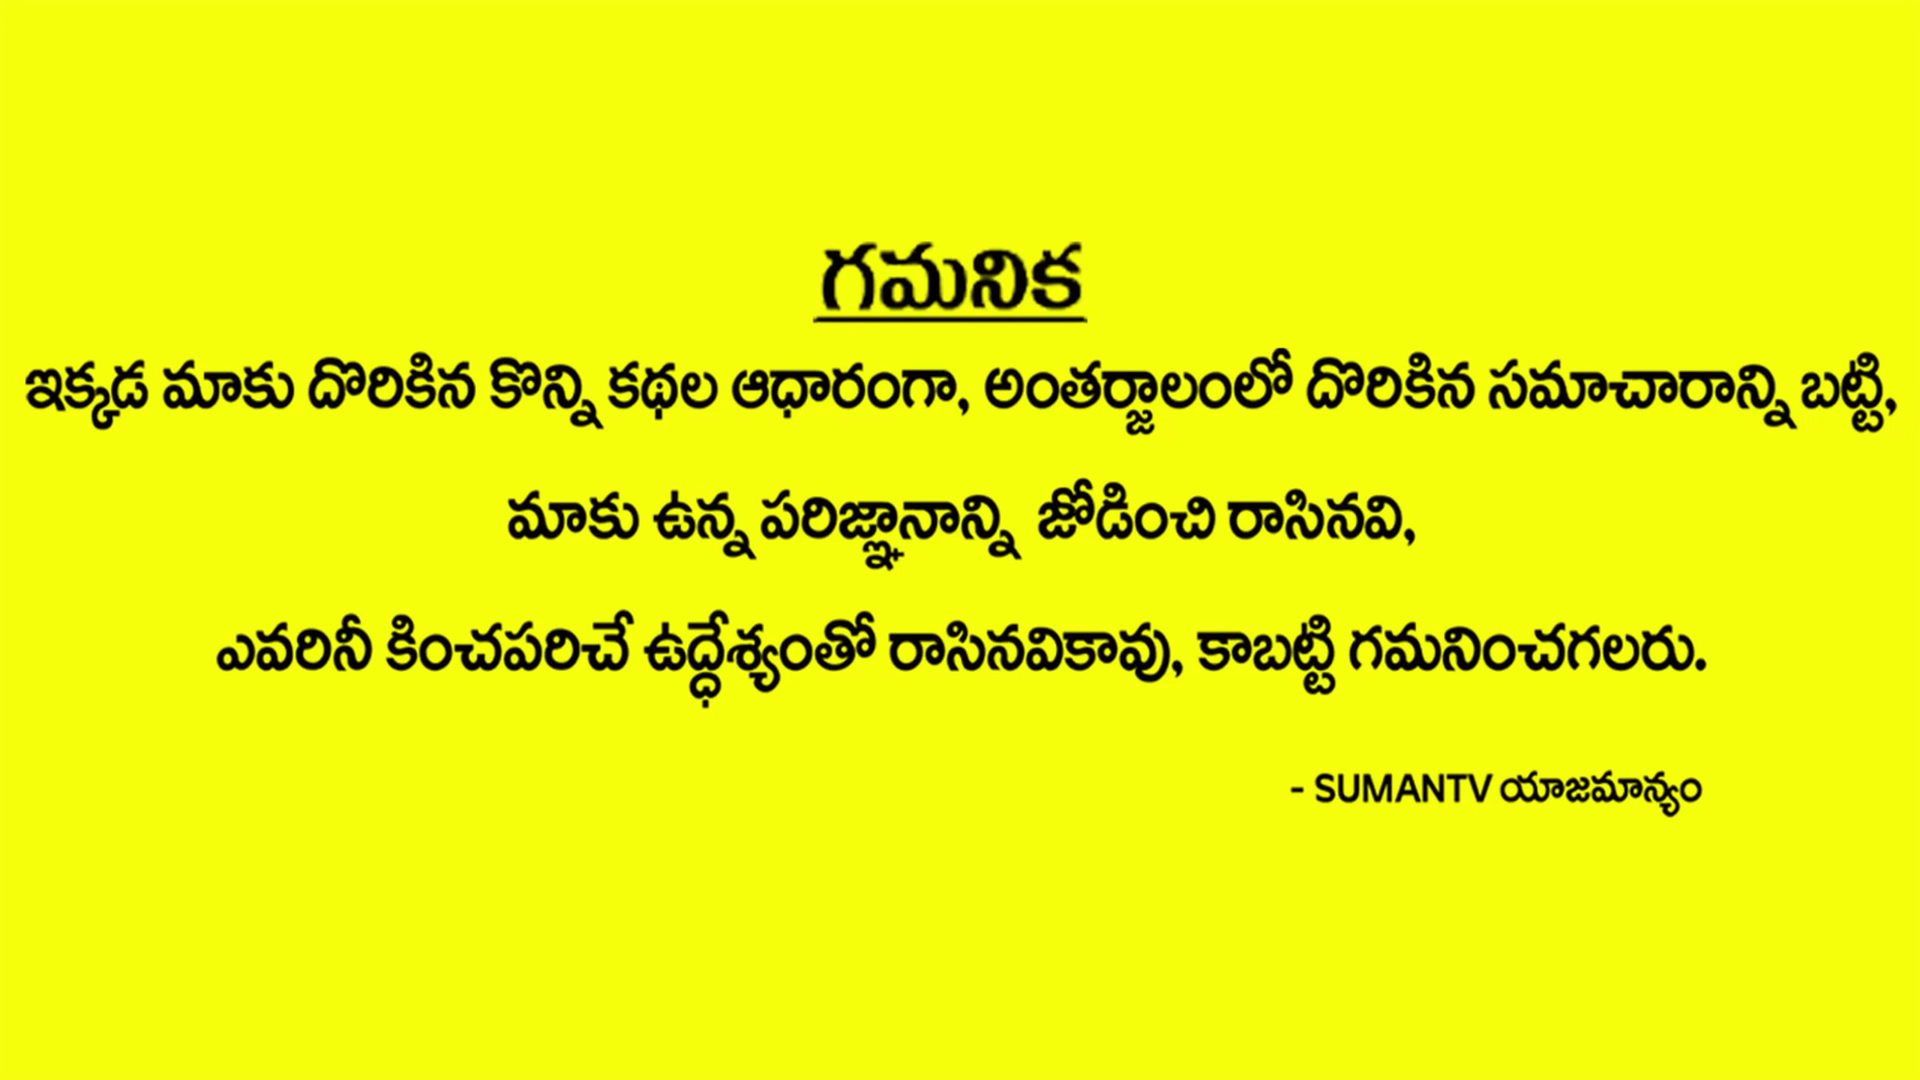 గమనిక
ఇక్కడ మాకు దొరికిన కొన్ని కథల ఆధారంగా, అంతర్జాలంలో దొరికిన సమాచారాన్ని బట్టి,
మాకు ఉన్న పరిజ్ఞానాన్ని జోడించి రాసినవి,
ఎవరినీ కించపరిచే ఉద్ధేశ్యంతో రాసినవికావు, కాబట్టి గమనించగలరు.
- SUMANTV యాజమాన్యం